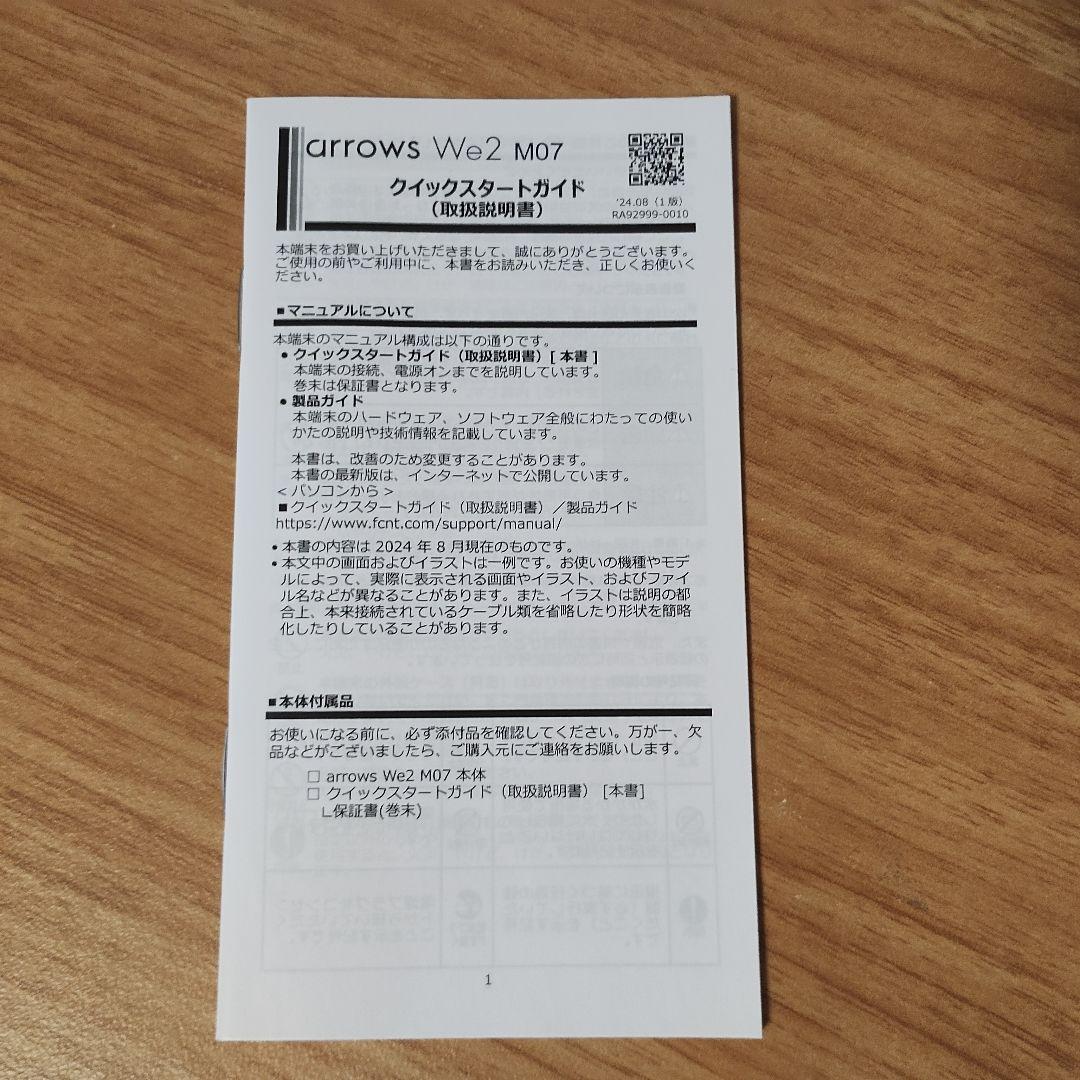 arrows We2 M07
クイックスタートガイド
（取扱説明書）
'24.08（1版）
RA92999-0010
本端末をお買い上げいただきまして、誠にありがとうございます。
ご使用の前やご利用中に、本書をお読みいただき、正しくお使いく
ださい。
■マニュアルについて
本端末のマニュアル構成は以下の通りです。
● クイックスタートガイド（取扱説明書）[ 本書 ]
本端末の接続、電源オンまでを説明しています。
巻末は保証書となります。
● 製品ガイド
本端末のハードウェア、ソフトウェア全般にわたっての使い
かたの説明や技術情報を記載しています。
本書は、改善のため変更することがあります。
本書の最新版は、インターネットで公開しています。
< パソコンから >
■クイックスタートガイド（取扱説明書）／製品ガイド
https://www.fcnt.com/support/manual/
• 本書の内容は 2024 年 8 月現在のものです。
• 本文中の画面およびイラストは一例です。お使いの機種やモデ
ルによって、実際に表示される画面やイラスト、およびファイ
ル名などが異なることがあります。また、イラストは説明の都
合上、本来接続されているケーブル類を省略したり形状を簡略
化したりしていることがあります。
■本体付属品
お使いになる前に、必ず添付品を確認してください。万が一、欠
品などがございましたら、ご購入元にご連絡をお願いします。
□ arrows We2 M07 本体
□ クイックスタートガイド（取扱説明書） [本書]
∟保証書(巻末)
1